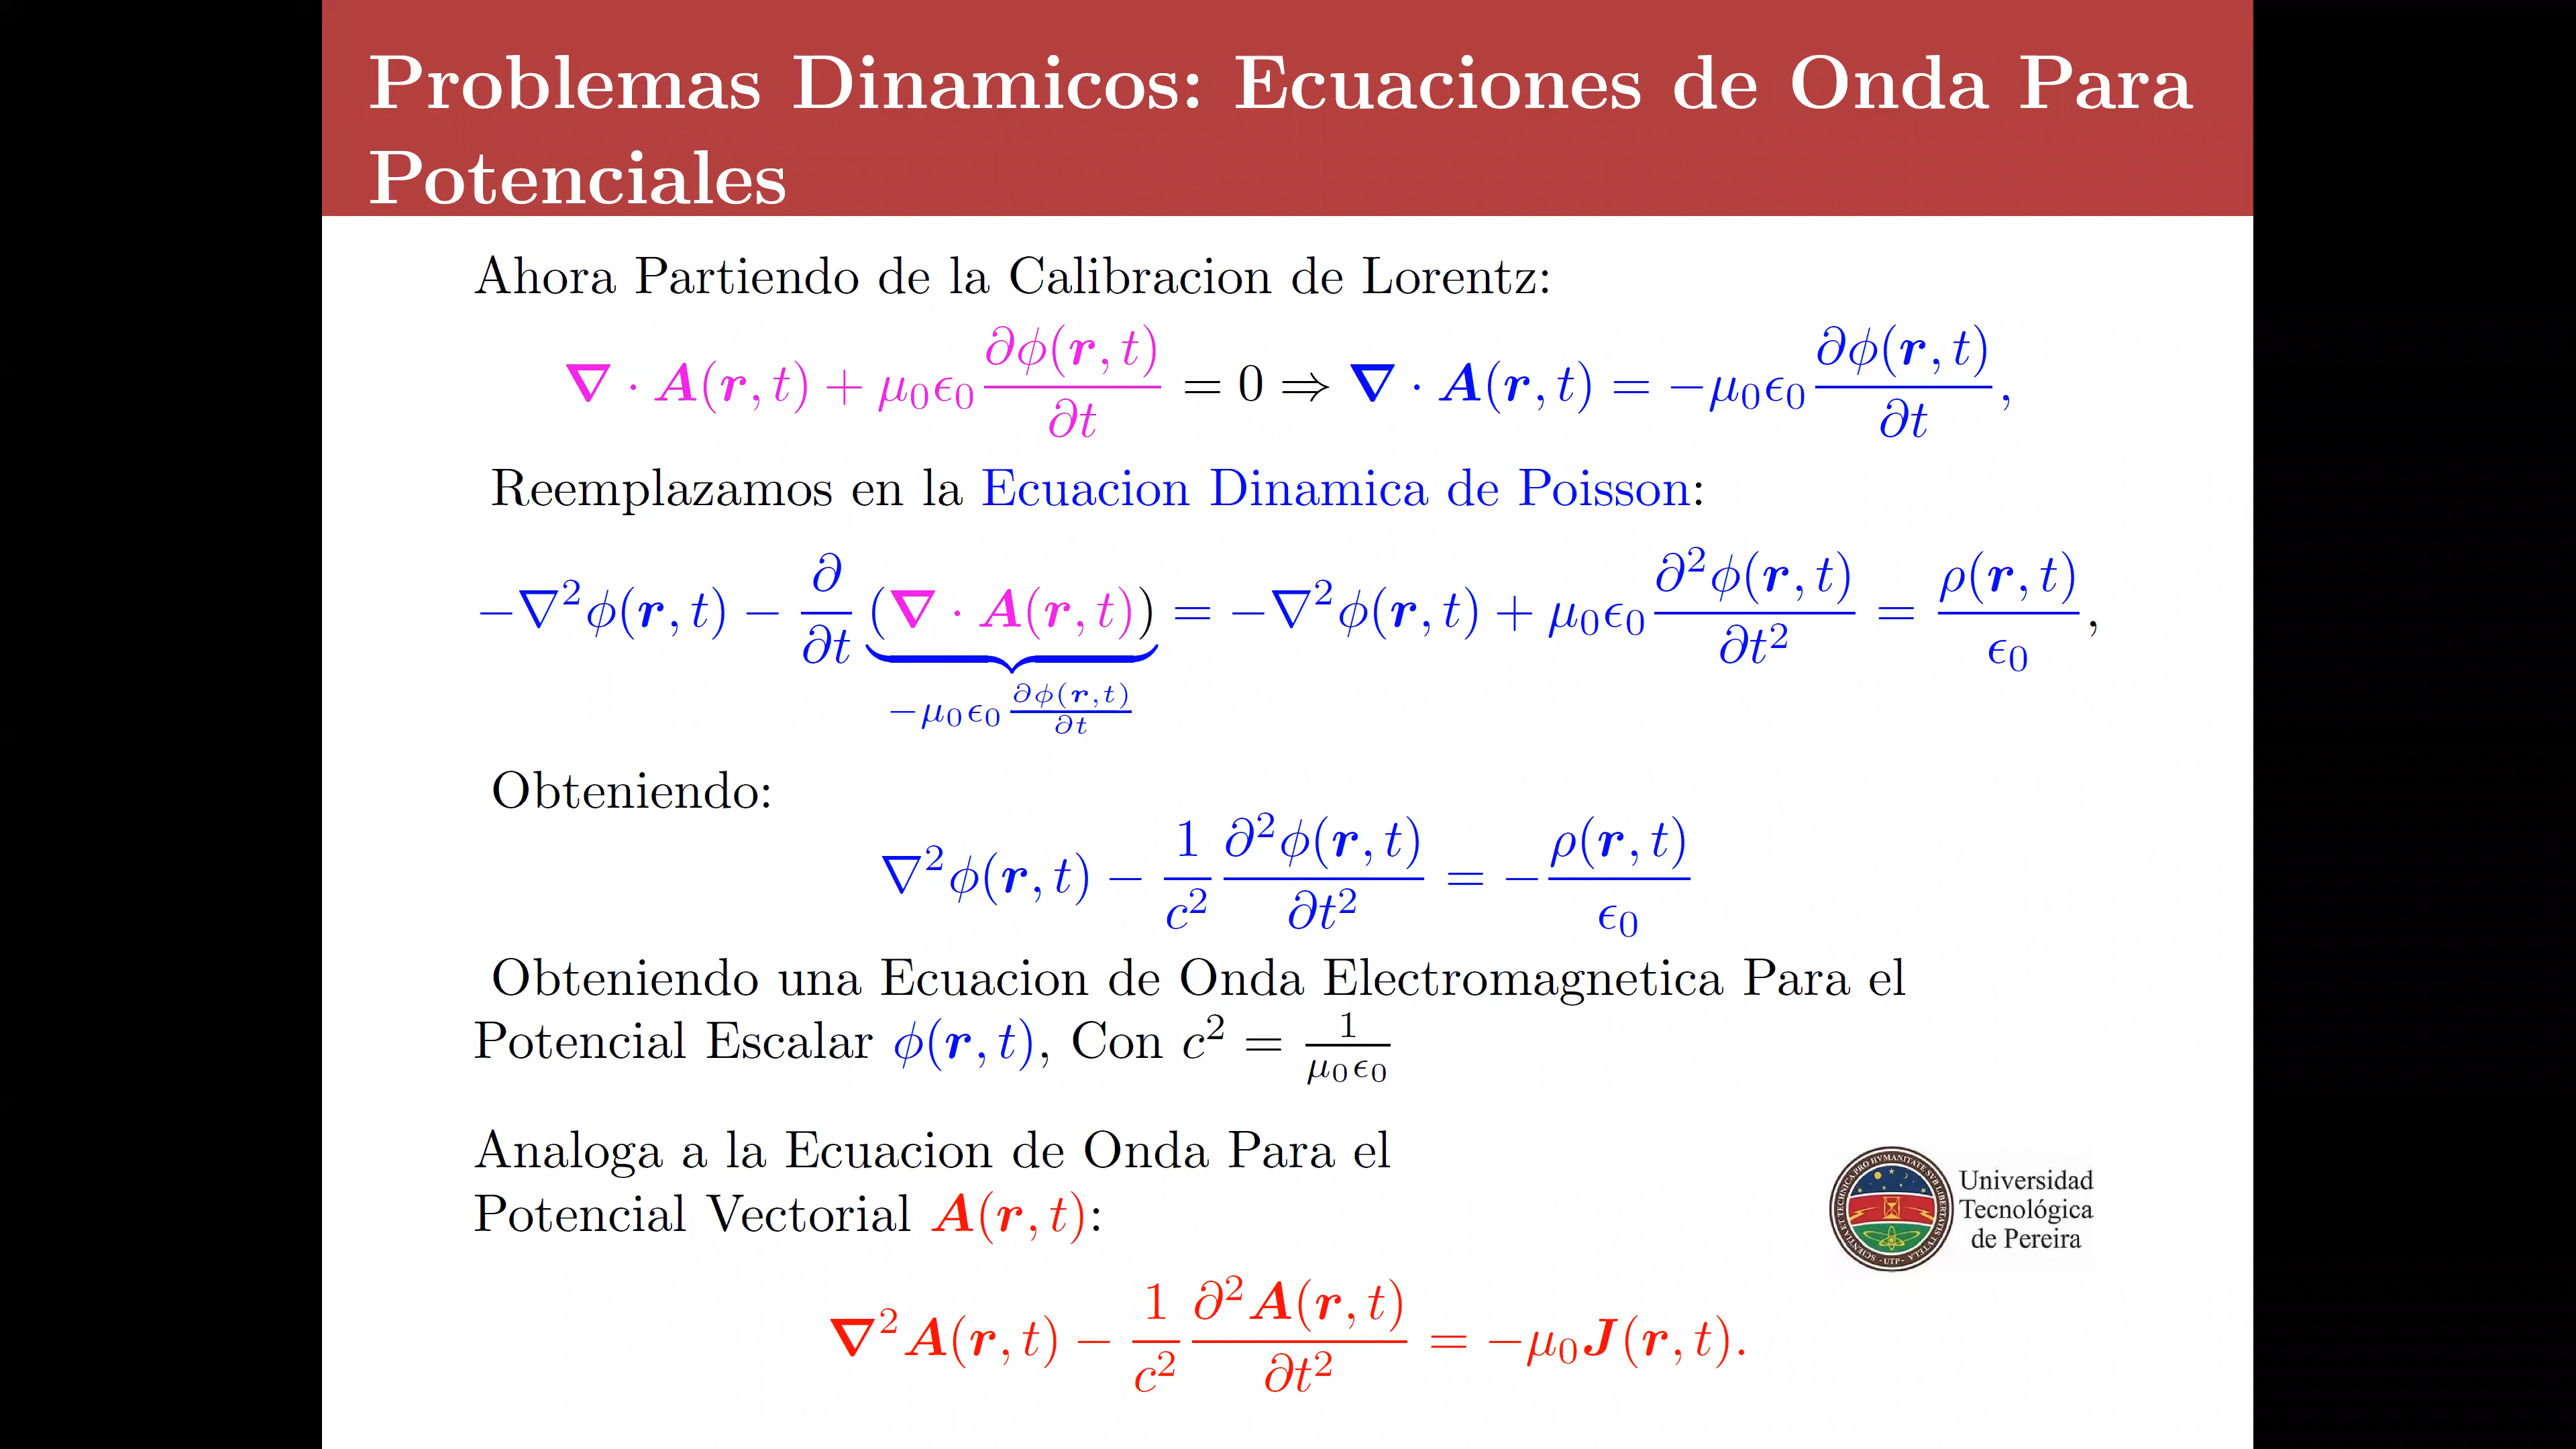 Problemas Dinamicos: Ecuaciones de Onda Para
Potenciales
Ahora Partiendo de la Calibracion de Lorentz:
∇ · A(r, t) + μ₀ϵ₀ ∂ϕ(r, t)/∂t = 0 ⇒ ∇ · A(r, t) = −μ₀ϵ₀ ∂ϕ(r, t)/∂t,
Reemplazamos en la Ecuacion Dinamica de Poisson:
−∇²ϕ(r, t) − ∂/∂t (∇ · A(r, t)) = −∇²ϕ(r, t) + μ₀ϵ₀ ∂²ϕ(r, t)/∂t² = ρ(r, t)/ϵ₀,
−μ₀ϵ₀ ∂ϕ(r,t)/∂t
Obteniendo:
∇²ϕ(r, t) − 1/c² ∂²ϕ(r, t)/∂t² = −ρ(r, t)/ϵ₀
Obteniendo una Ecuacion de Onda Electromagnetica Para el
Potencial Escalar ϕ(r, t), Con c² = 1/μ₀ϵ₀
Analoga a la Ecuacion de Onda Para el
Potencial Vectorial A(r, t):
∇²A(r, t) − 1/c² ∂²A(r, t)/∂t² = −μ₀J(r, t).
Universidad
Tecnológica
de Pereira